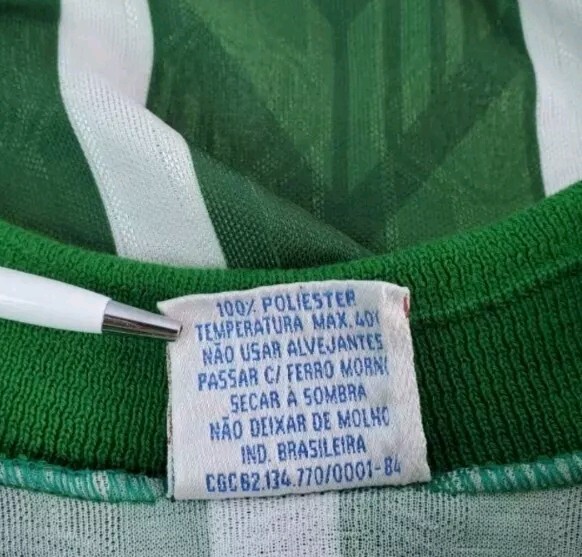 100% POLIESTER
TEMPERATURA MAX. 40%
NÃO USAR ALVEJANTES
PASSAR C/ FERRO MORNO
SECAR À SOMBRA
NÃO DEIXAR DE MOLHO
IND. BRASILEIRA
CGC 62.134.770/0001-84